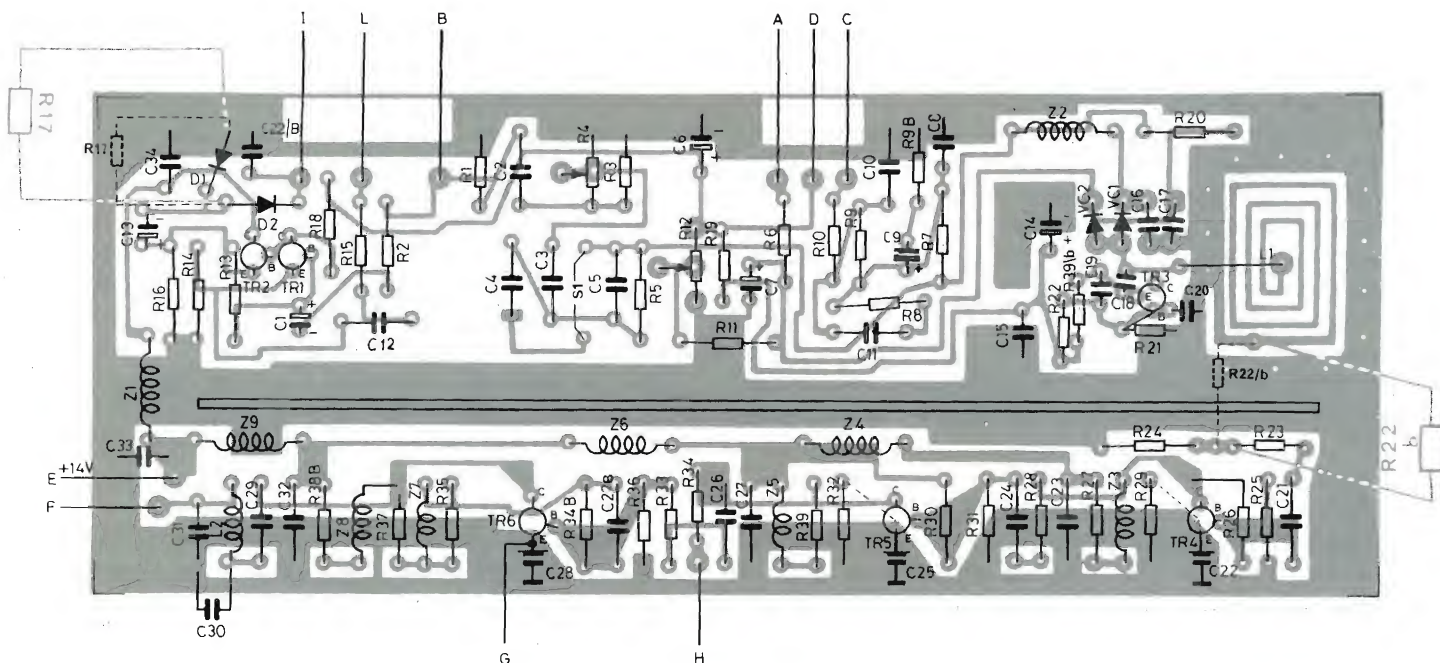 I L B A D C
R17
R17
C34
D1
C22/B
D2
C13 + -
R16
R14
R13
TR2
TR1
E B E B
C1 + -
R18
R15
R2
C12
R1
C2
R4
R3
C6 - +
C4
C3
S1
C5
R5
R12
R19
C7 +
R6
R11
R10
R9
C10
R9B
C9 +
R7
R8
C11
Z2
R20
VC2
VC1
C16
C17
C14 - +
R22
R39\b
C19
C18
TR3
E C B
C20
R21
C15
L1
R22/b
R22 b
Z1
C33
Z9
Z6
Z4
R24
R23
+14V
E
F
C31
L2
C29
C32
R38B
Z8
R37
Z7
R35
TR6
C B E
R34B
C27B
R36
R33
R34
C26
C27
Z5
R39
R32
TR5
C B E
R30
R31
C24
R28
C23
R27
Z3
R29
TR4
C B E
R26
R25
C21
C30
C28
C25
C22
G
H